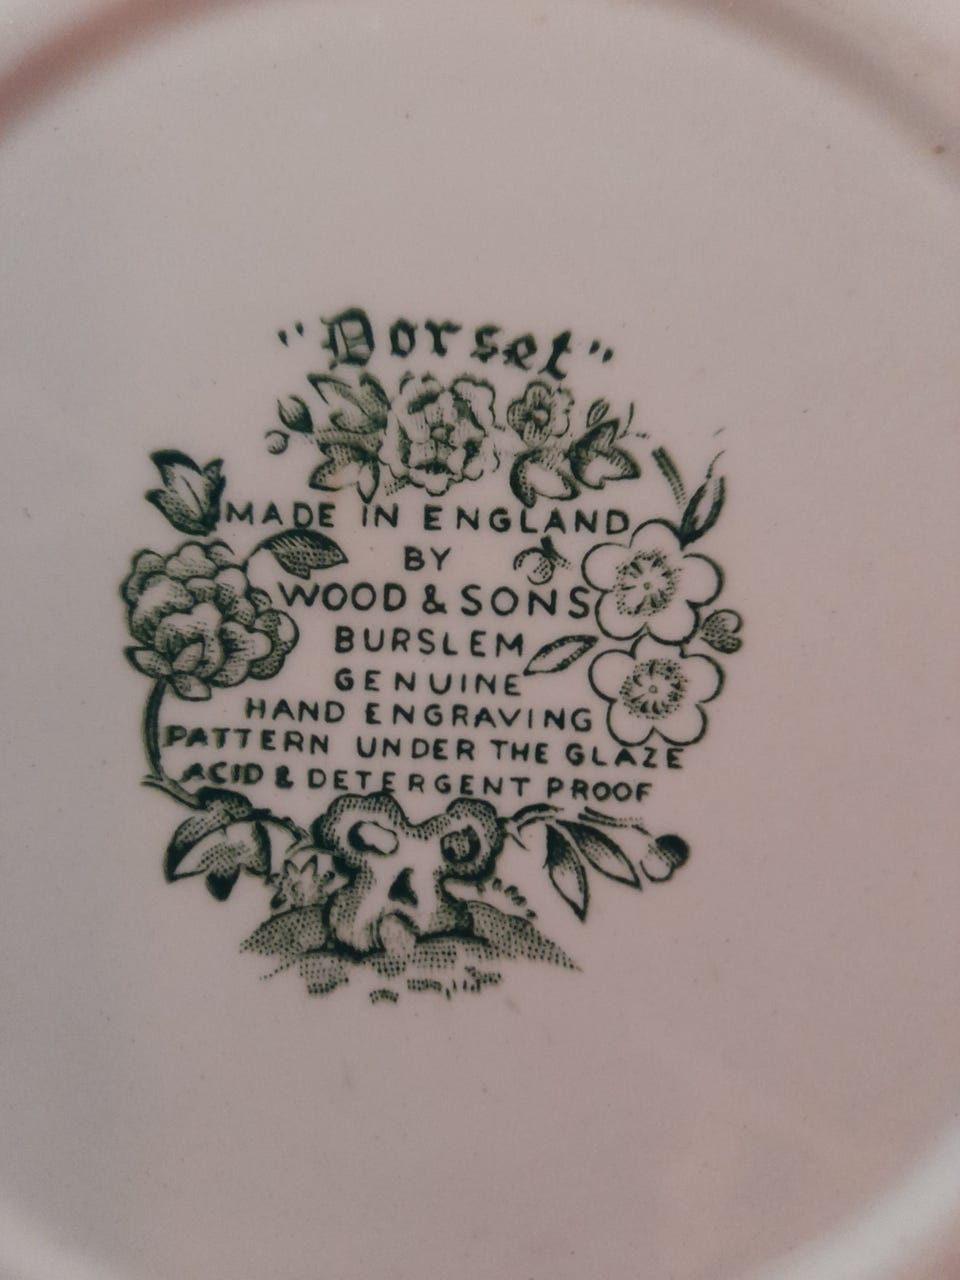 "Dorset"
MADE IN ENGLAND
BY
WOOD & SONS
BURSLEM
GENUINE
HAND ENGRAVING
PATTERN UNDER THE GLAZE
ACID & DETERGENT PROOF